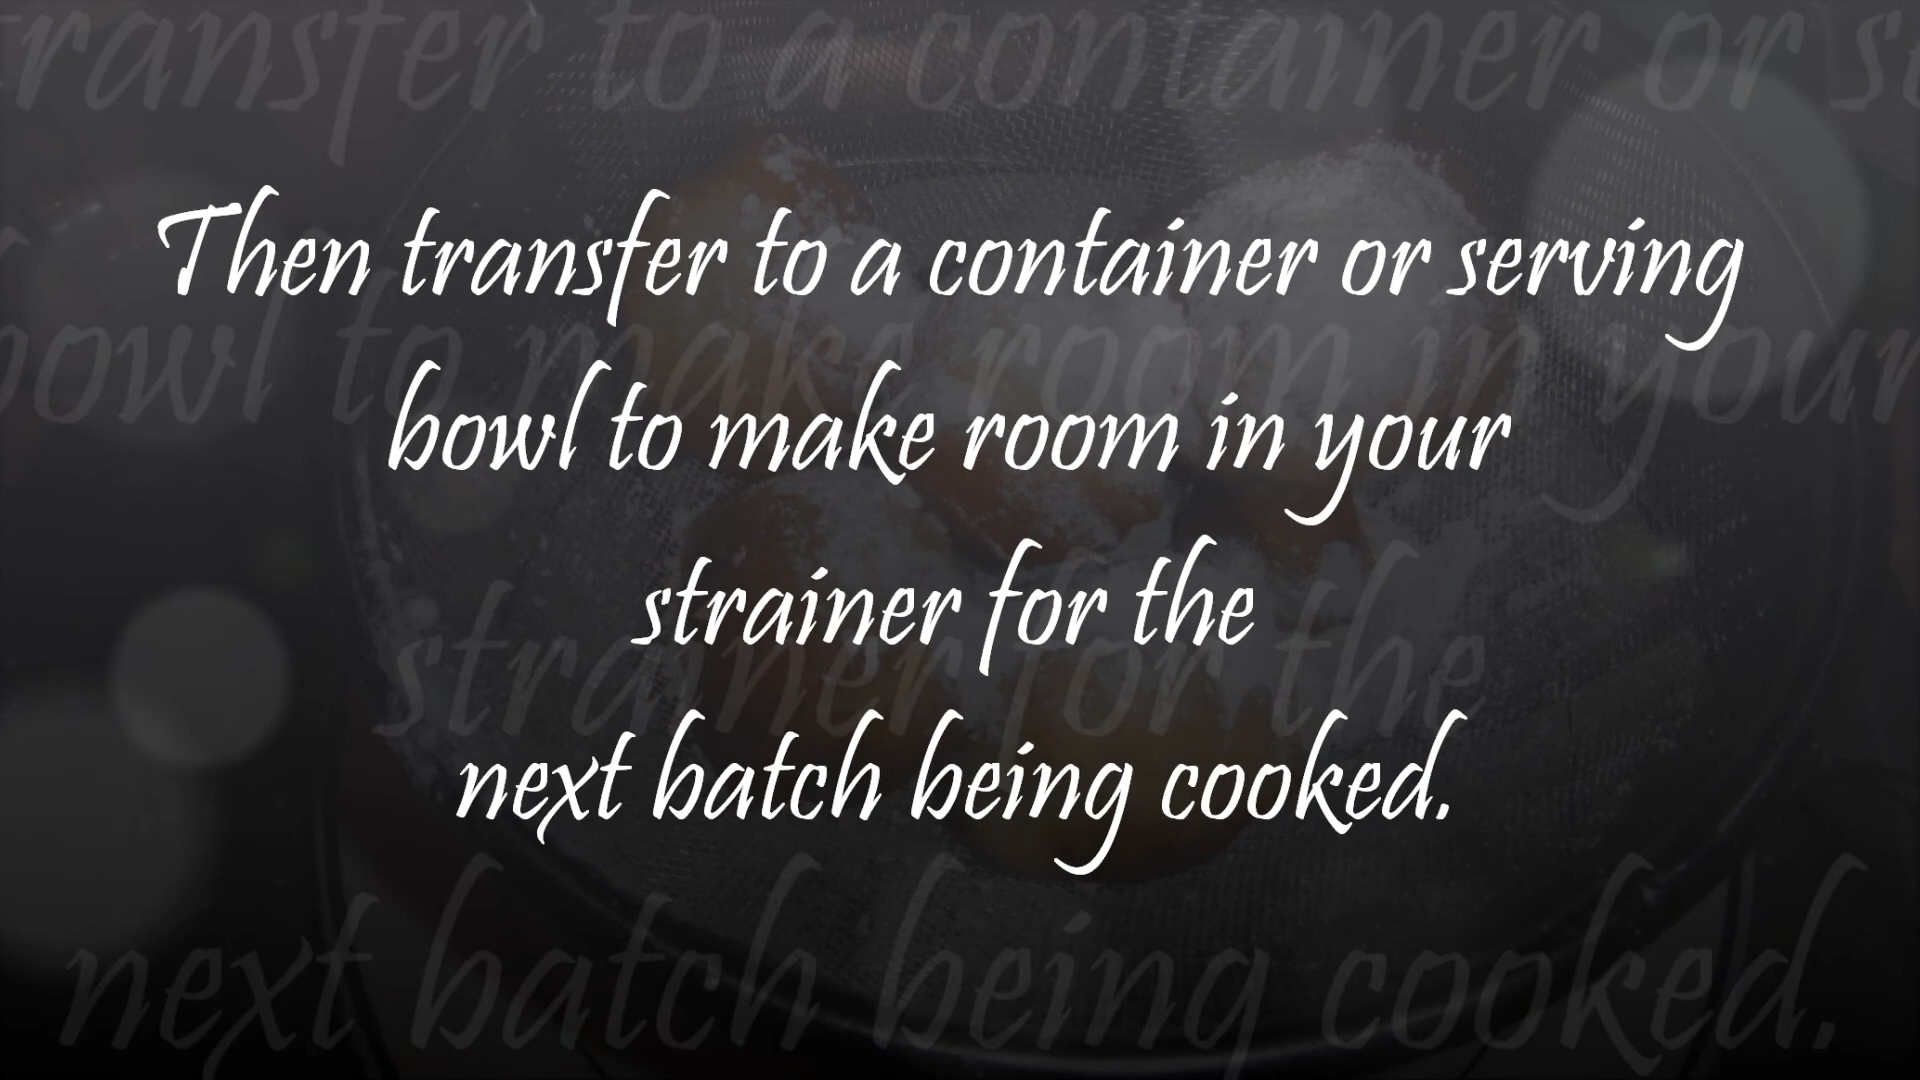 Then transfer to a container or serving
bowl to make room in your
strainer for the
next batch being cooked.